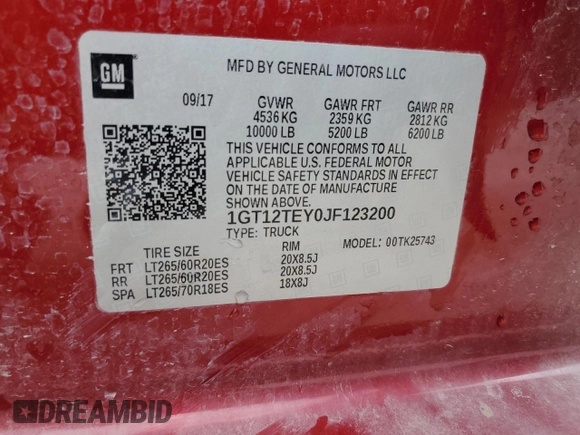 GM
MFD BY GENERAL MOTORS LLC
09/17 GVWR GAWR FRT GAWR RR
4536 KG 2359 KG 2812 KG
10000 LB 5200 LB 6200 LB
THIS VEHICLE CONFORMS TO ALL
APPLICABLE U.S. FEDERAL MOTOR
VEHICLE SAFETY STANDARDS IN EFFECT
ON THE DATE OF MANUFACTURE
SHOWN ABOVE.
1GT12TEY0JF123200
TYPE: TRUCK MODEL: 00TK25743
TIRE SIZE RIM
FRT LT265/60R20ES 20X8.5J
RR LT265/60R20ES 20X8.5J
SPA LT265/70R18ES 18X8J
DREAMBID